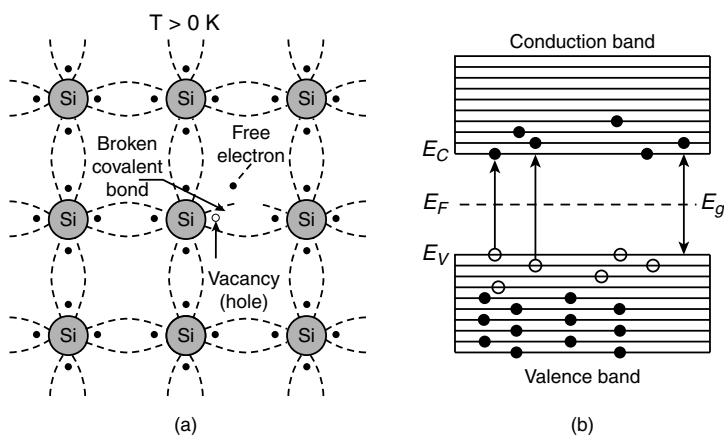 T > 0 K
Si
Si
Si
Broken
covalent
bond
Free
electron
Si
Si
Si
Vacancy
(hole)
Si
Si
Si
(a)
Conduction band
E_C
E_F
E_g
E_V
Valence band
(b)